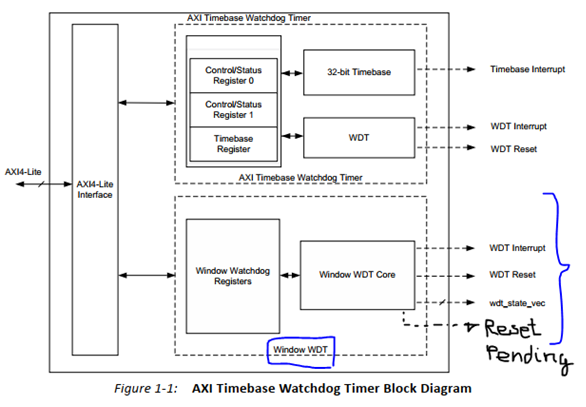 AXI Timebase Watchdog Timer
Control/Status
Register 0
Control/Status
Register 1
Timebase
Register
32-bit Timebase
WDT
Timebase Interrupt
WDT Interrupt
WDT Reset
AXI Timebase Watchdog Timer
AXI4-Lite
AXI4-Lite
Interface
Window Watchdog
Registers
Window WDT Core
WDT Interrupt
WDT Reset
wdt_state_vec
Reset
Pending
Window WDT
Figure 1-1: AXI Timebase Watchdog Timer Block Diagram